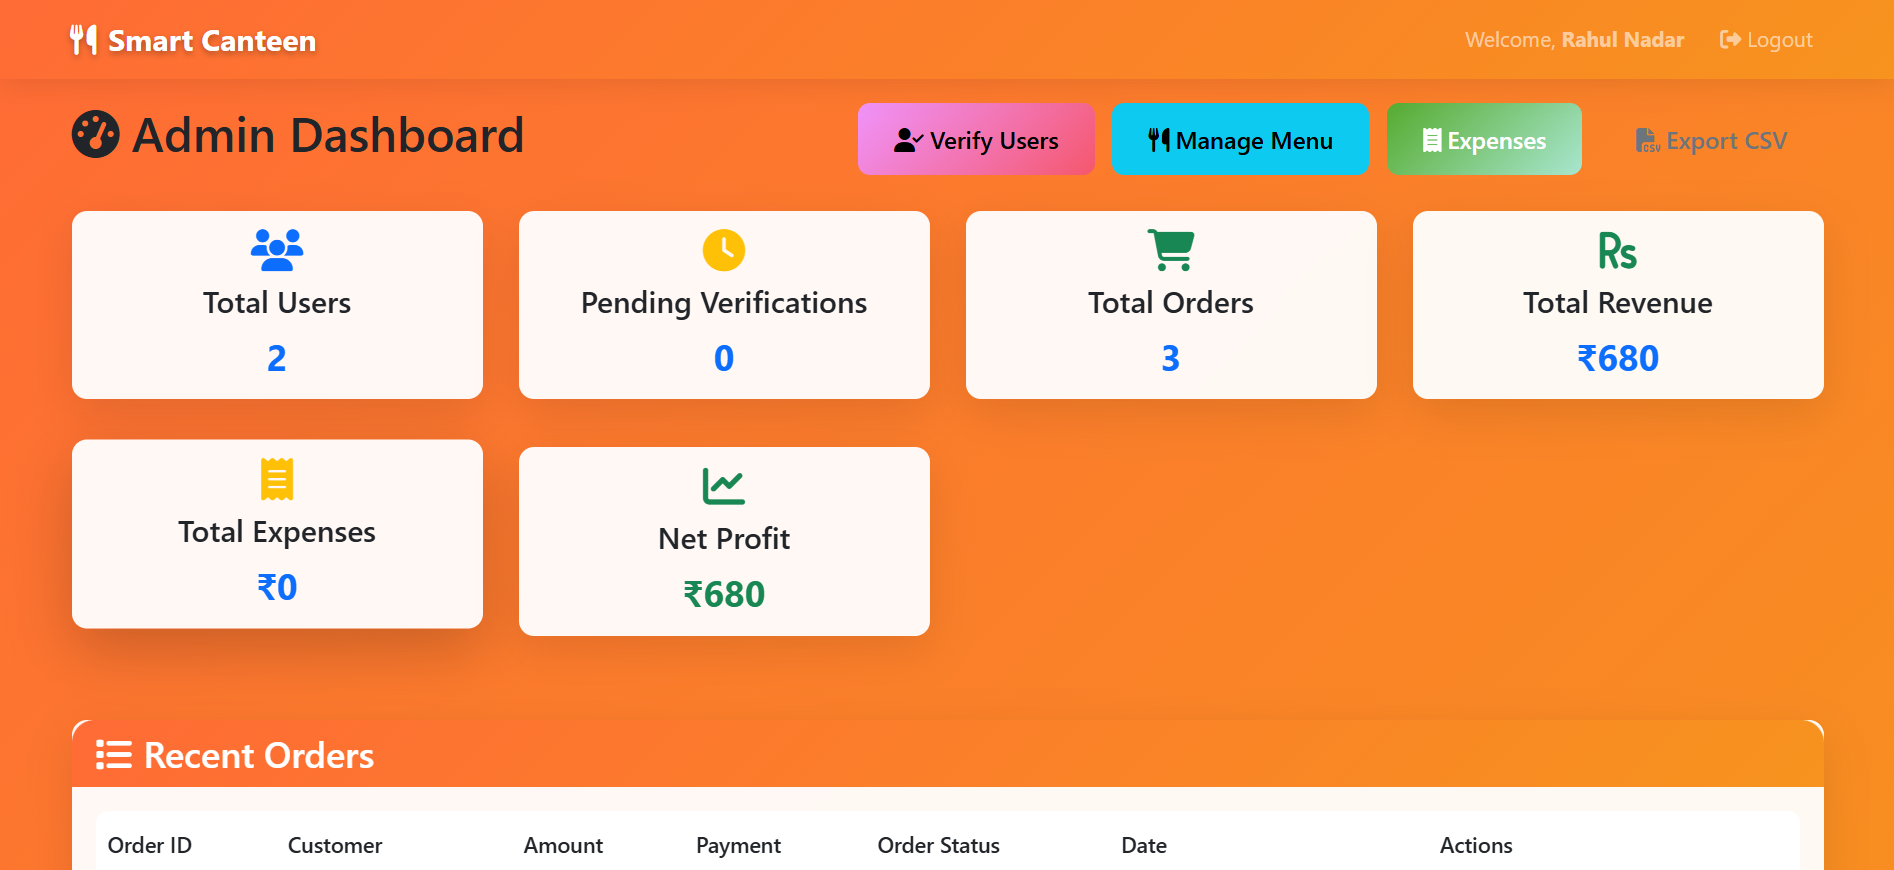 Smart Canteen
Welcome, Rahul Nadar
Logout
Admin Dashboard
Verify Users
Manage Menu
Expenses
Export CSV
Total Users
2
Pending Verifications
0
Total Orders
3
Rs
Total Revenue
₹680
Total Expenses
₹0
Net Profit
₹680
Recent Orders
Order ID Customer Amount Payment Order Status Date Actions